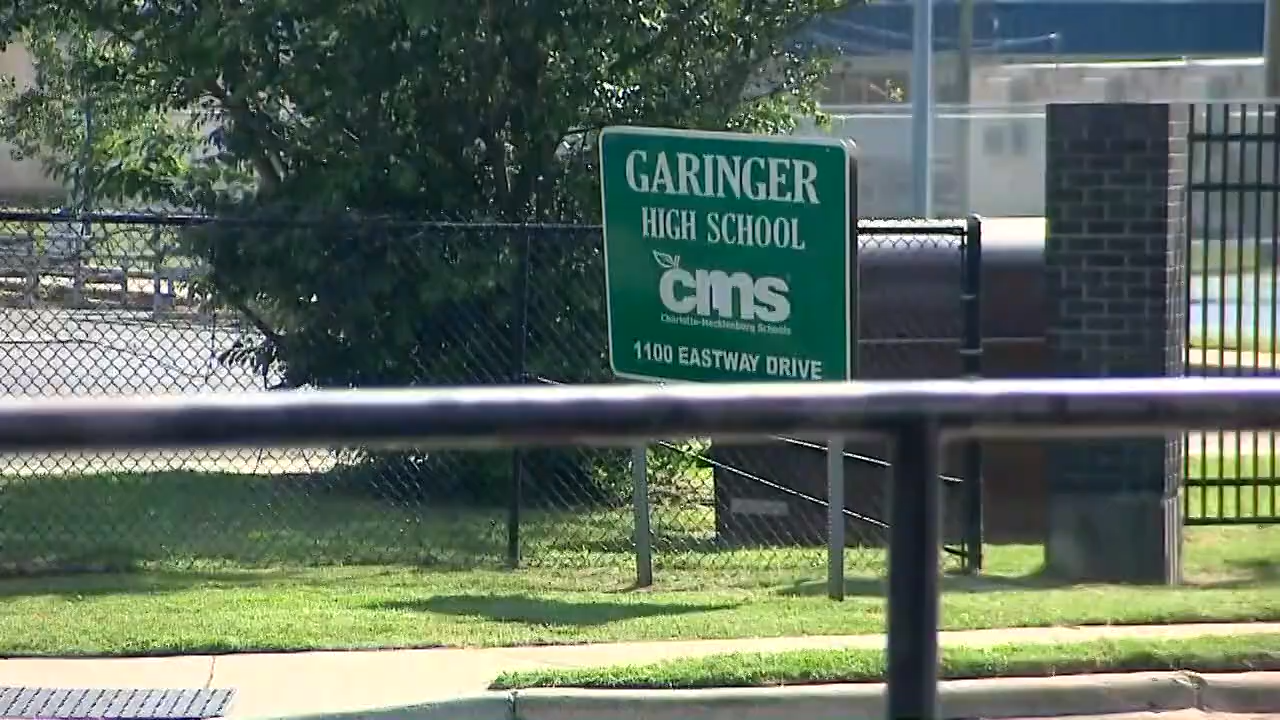 GARINGER
HIGH SCHOOL
cms
Charlotte-Mecklenburg Schools
1100 EASTWAY DRIVE